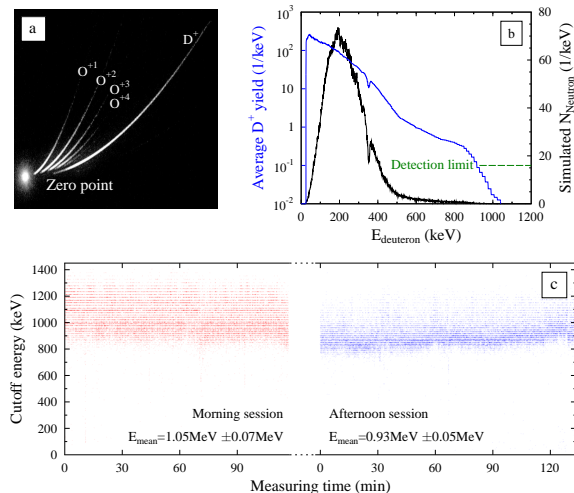 a
D+
O+1
O+2
O+3
O+4
Zero point
b
Average D+ yield (1/keV)
10^3
10^2
10
1
10^-1
10^-2
Detection limit
80
60
40
20
0
Simulated N_Neutron (1/keV)
0 200 400 600 800 1000 1200
E_deuteron (keV)
c
Cutoff energy (keV)
1400
1200
1000
800
600
400
200
0
Morning session
E_mean=1.05MeV ±0.07MeV
Afternoon session
E_mean=0.93MeV ±0.05MeV
0 30 60 90 0 30 60 90 120
Measuring time (min)